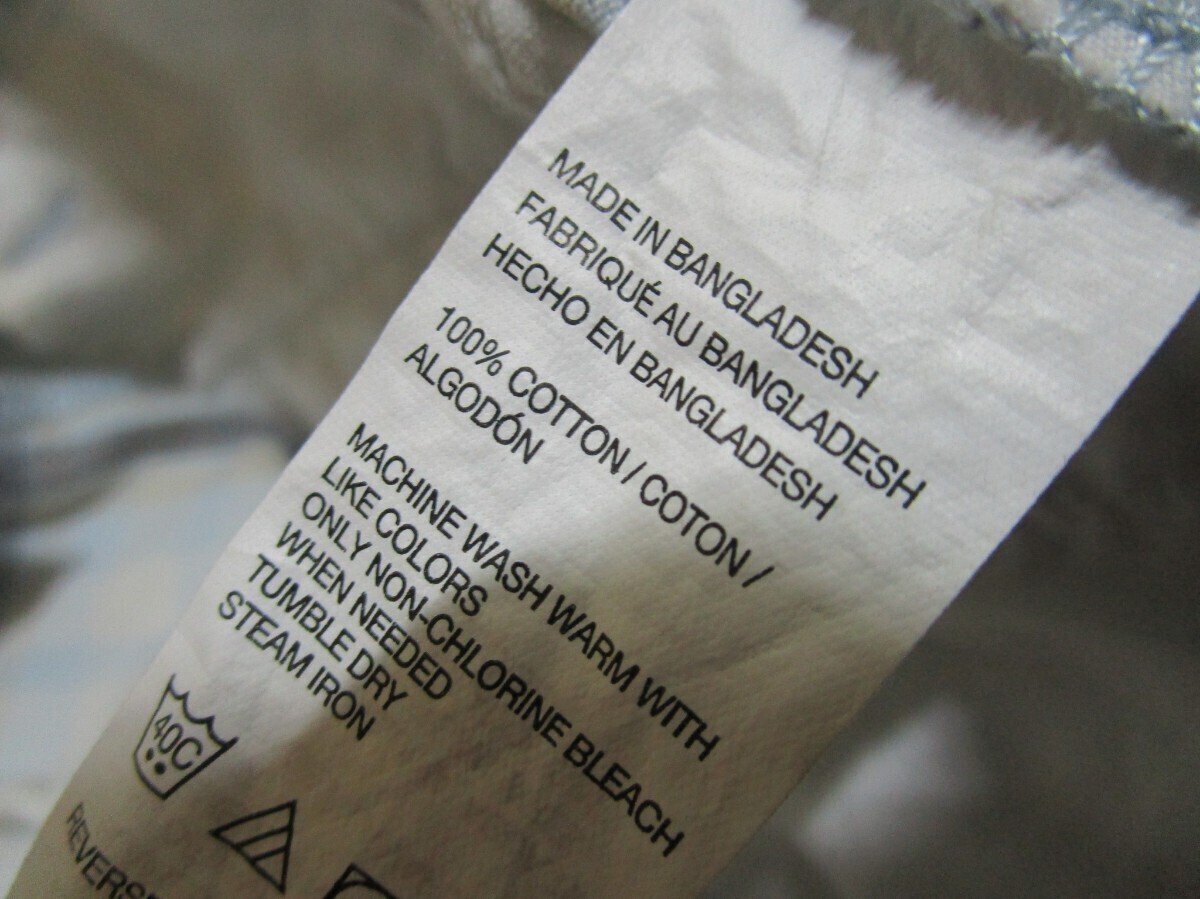 MADE IN BANGLADESH
FABRIQUÉ AU BANGLADESH
HECHO EN BANGLADESH
100% COTTON / COTON /
ALGODÓN
MACHINE WASH WARM WITH
LIKE COLORS
ONLY NON-CHLORINE BLEACH
WHEN NEEDED
TUMBLE DRY
STEAM IRON
40C